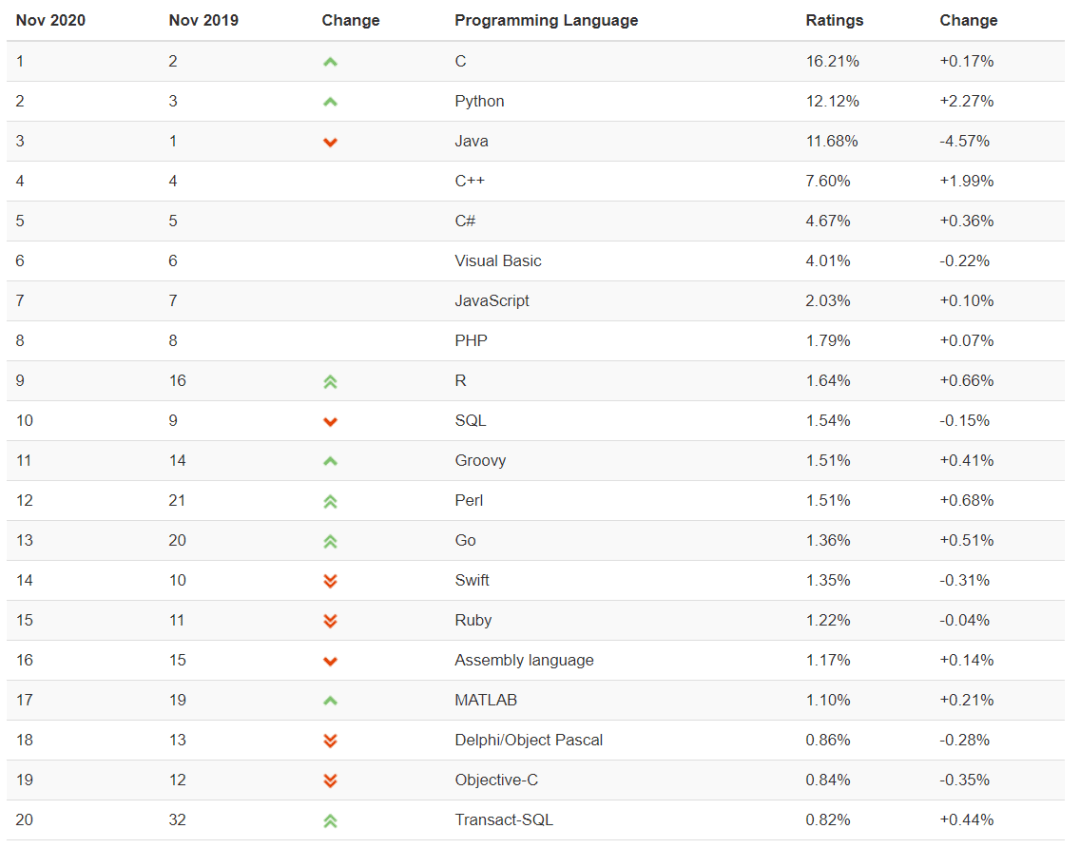 Nov 2020 Nov 2019 Change Programming Language Ratings Change
1 2 C 16.21% +0.17%
2 3 Python 12.12% +2.27%
3 1 Java 11.68% -4.57%
4 4 C++ 7.60% +1.99%
5 5 C# 4.67% +0.36%
6 6 Visual Basic 4.01% -0.22%
7 7 JavaScript 2.03% +0.10%
8 8 PHP 1.79% +0.07%
9 16 R 1.64% +0.66%
10 9 SQL 1.54% -0.15%
11 14 Groovy 1.51% +0.41%
12 21 Perl 1.51% +0.68%
13 20 Go 1.36% +0.51%
14 10 Swift 1.35% -0.31%
15 11 Ruby 1.22% -0.04%
16 15 Assembly language 1.17% +0.14%
17 19 MATLAB 1.10% +0.21%
18 13 Delphi/Object Pascal 0.86% -0.28%
19 12 Objective-C 0.84% -0.35%
20 32 Transact-SQL 0.82% +0.44%